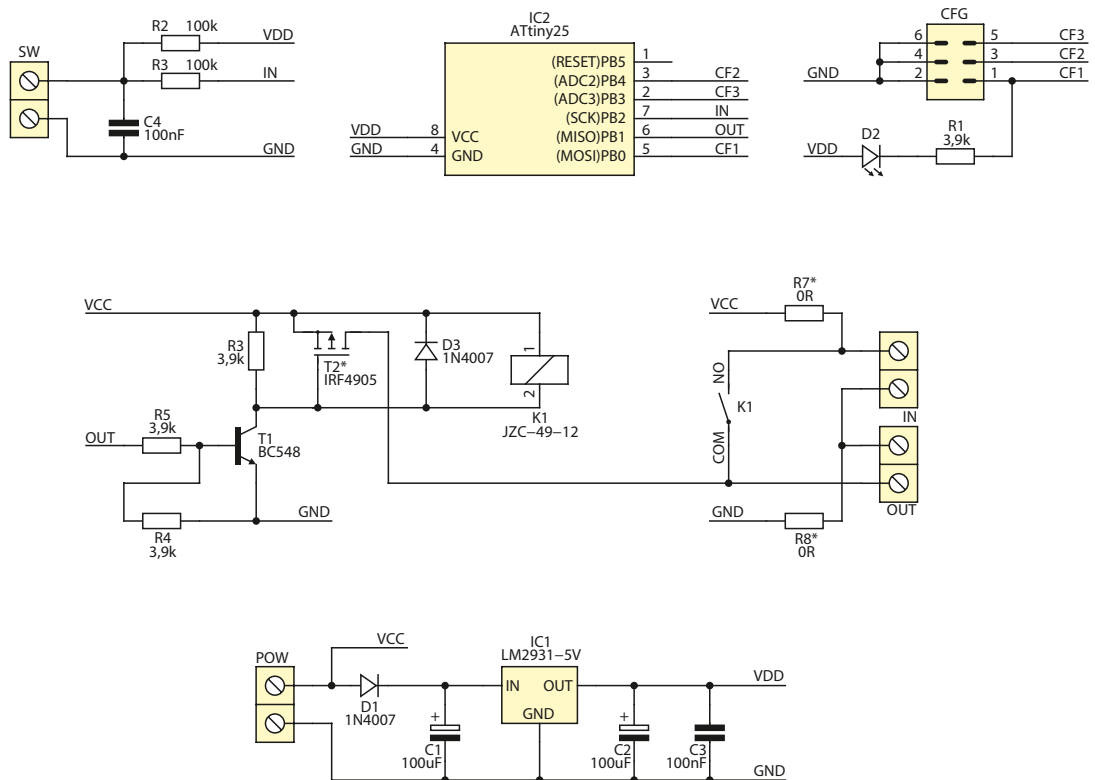 R2 100k
VDD
SW
R3 100k
IN
C4
100nF
GND
IC2
ATtiny25
(RESET)PB5 1
(ADC2)PB4 3 CF2
(ADC3)PB3 2 CF3
(SCK)PB2 7 IN
VDD 8 VCC (MISO)PB1 6 OUT
GND 4 GND (MOSI)PB0 5 CF1
CFG
6 5 CF3
4 3 CF2
GND 2 1 CF1
D2
R1
3,9k
VDD
VCC
R3
3,9k
T2*
IRF4905
D3
1N4007
1
2
K1
JZC–49–12
R5
3,9k
OUT
T1
BC548
R4
3,9k
GND
R7*
0R
VCC
NO
K1
COM
IN
OUT
GND
R8*
0R
POW
VCC
D1
1N4007
+
C1
100uF
IC1
LM2931–5V
IN OUT
GND
+
C2
100uF
C3
100nF
VDD
GND